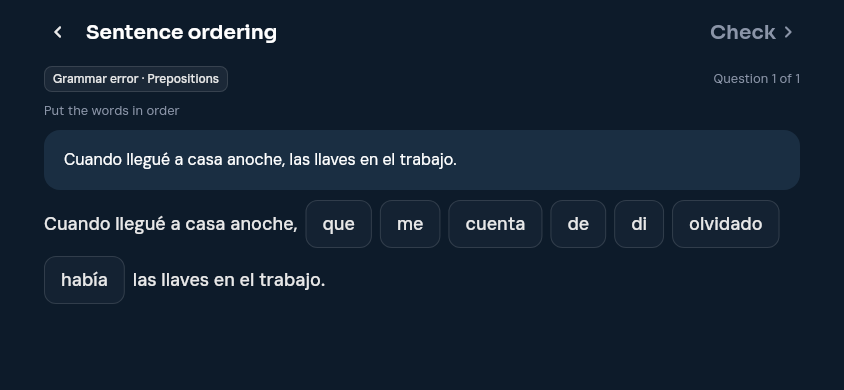 Sentence ordering
Check
Grammar error · Prepositions
Question 1 of 1
Put the words in order
Cuando llegué a casa anoche, las llaves en el trabajo.
Cuando llegué a casa anoche, que me cuenta de di olvidado
había las llaves en el trabajo.